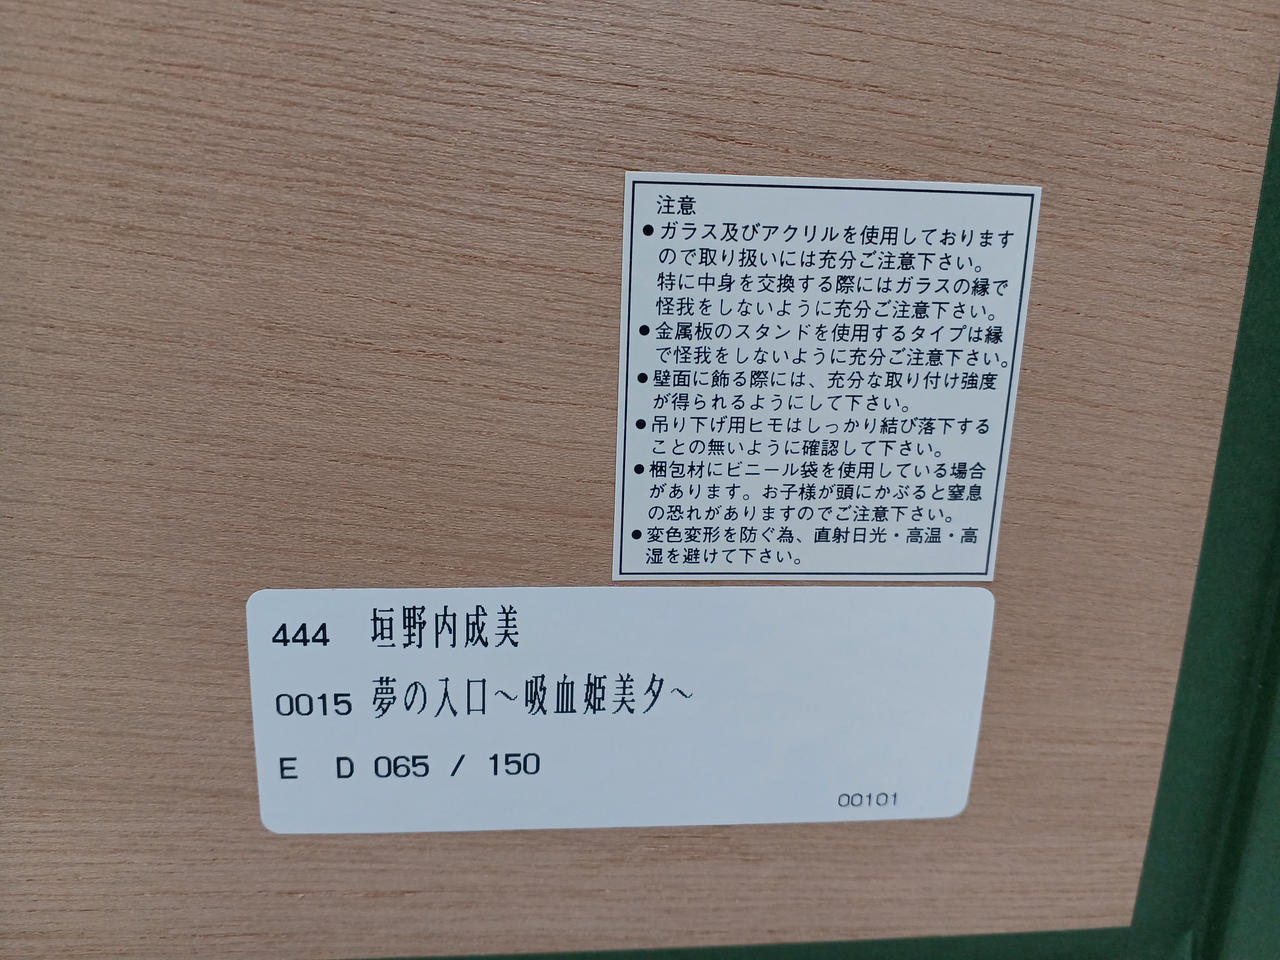 注意
●ガラス及びアクリルを使用しております
ので取り扱いには充分ご注意下さい。
特に中身を交換する際にはガラスの縁で
怪我をしないように充分ご注意下さい。
●金属板のスタンドを使用するタイプは縁
で怪我をしないように充分ご注意下さい。
●壁面に飾る際には、充分な取り付け強度
が得られるようにして下さい。
●吊り下げ用ヒモはしっかり結び落下する
ことの無いように確認して下さい。
●梱包材にビニール袋を使用している場合
があります。お子様が頭にかぶると窒息
の恐れがありますのでご注意下さい。
●変色変形を防ぐ為、直射日光・高温・高
湿を避けて下さい。
444 垣野内成美
0015 夢の入口～吸血姫美夕～
E D 065 / 150
00101